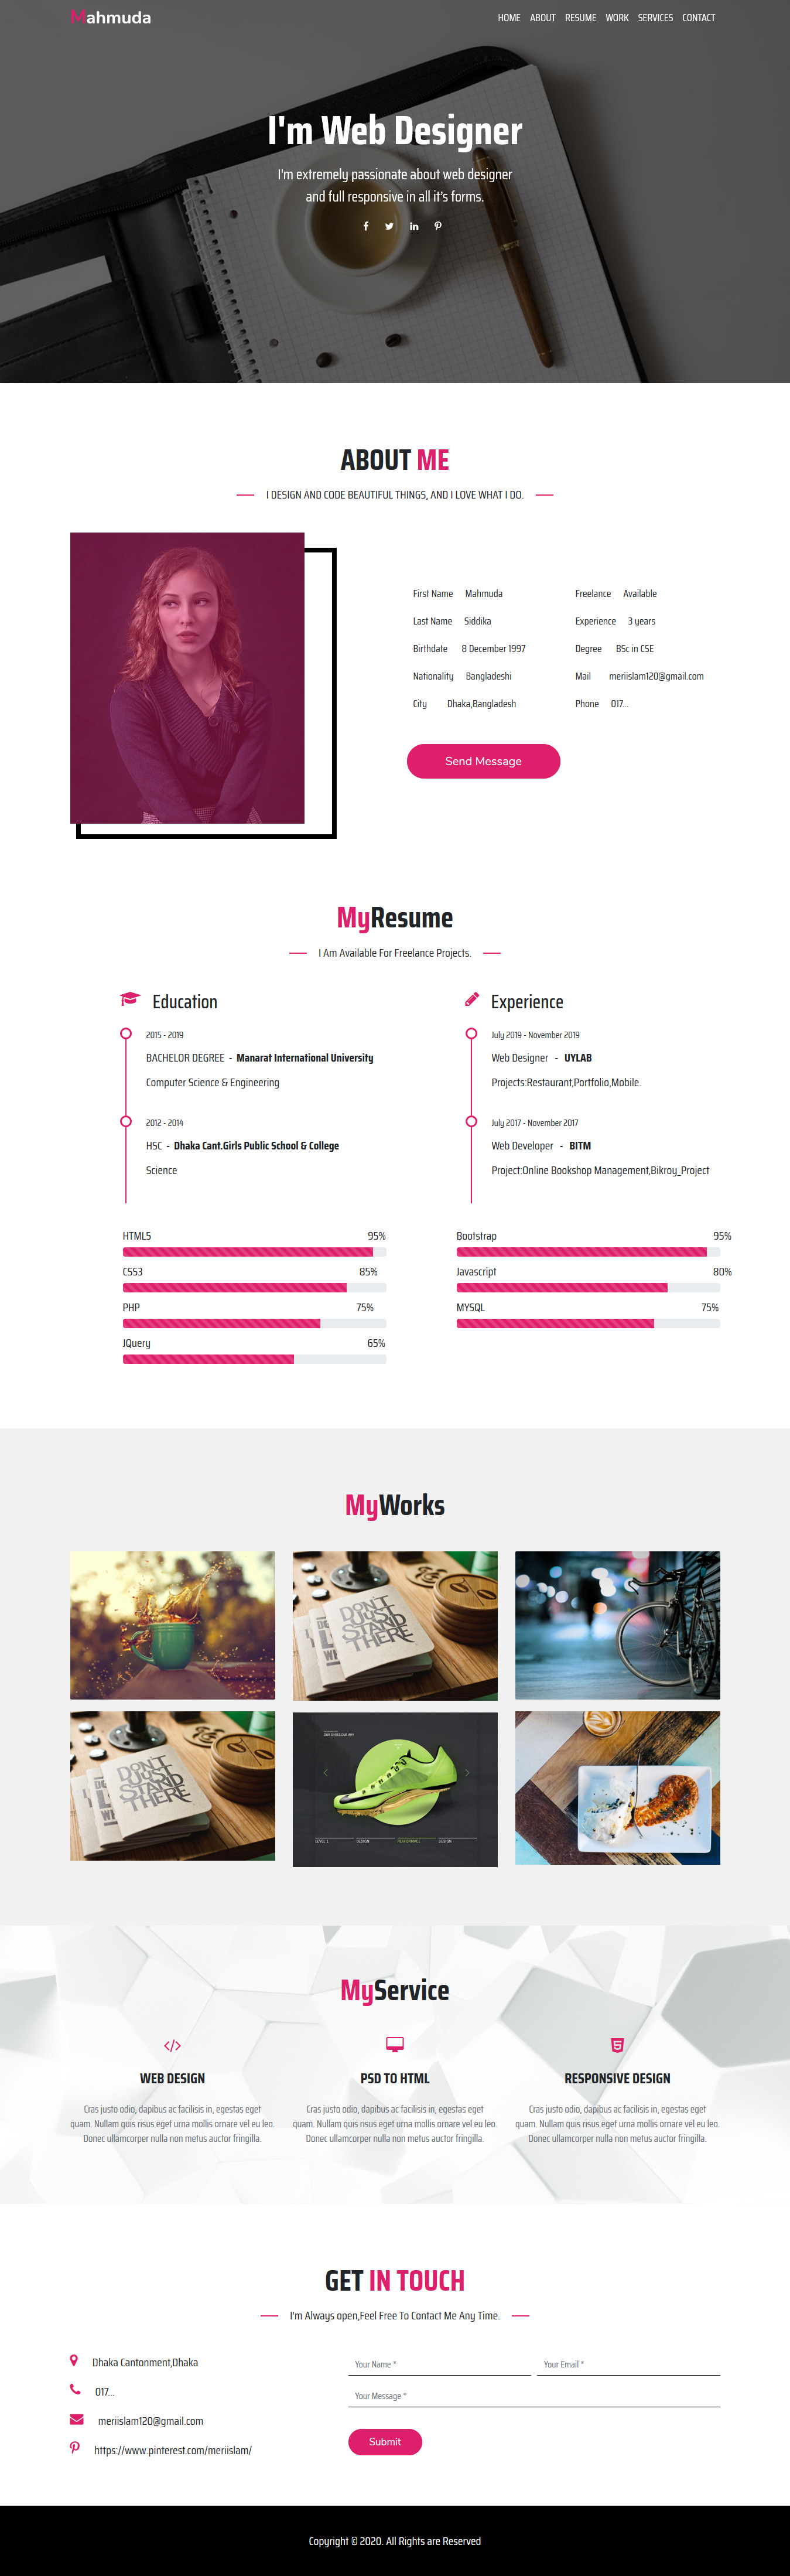 Mahmuda
HOME ABOUT RESUME WORK SERVICES CONTACT
I'm Web Designer
I'm extremely passionate about web designer
and full responsive in all it's forms.
ABOUT ME
I DESIGN AND CODE BEAUTIFUL THINGS, AND I LOVE WHAT I DO.
First Name Mahmuda
Last Name Siddika
Birthdate 8 December 1997
Nationality Bangladeshi
City Dhaka,Bangladesh
Freelance Available
Experience 3 years
Degree BSc in CSE
Mail meriislam120@gmail.com
Phone 017...
Send Message
MyResume
I Am Available For Freelance Projects.
Education
2015 - 2019
BACHELOR DEGREE - Manarat International University
Computer Science & Engineering
2012 - 2014
HSC - Dhaka Cant.Girls Public School & College
Science
Experience
July 2019 - November 2019
Web Designer - UYLAB
Projects:Restaurant,Portfolio,Mobile.
July 2017 - November 2017
Web Developer - BITM
Project:Online Bookshop Management,Bikroy_Project
HTML5 95%
CSS3 85%
PHP 75%
JQuery 65%
Bootstrap 95%
Javascript 80%
MYSQL 75%
MyWorks
DON'T
JUST
STAND
THERE
DON'T
JUST
STAND
THERE
LEVEL 1 DESIGN PERFORMANCE DESIGN
MyService
WEB DESIGN
Cras justo odio, dapibus ac facilisis in, egestas eget
quam. Nullam quis risus eget urna mollis ornare vel eu leo.
Donec ullamcorper nulla non metus auctor fringilla.
PSD TO HTML
Cras justo odio, dapibus ac facilisis in, egestas eget
quam. Nullam quis risus eget urna mollis ornare vel eu leo.
Donec ullamcorper nulla non metus auctor fringilla.
RESPONSIVE DESIGN
Cras justo odio, dapibus ac facilisis in, egestas eget
quam. Nullam quis risus eget urna mollis ornare vel eu leo.
Donec ullamcorper nulla non metus auctor fringilla.
GET IN TOUCH
I'm Always open,Feel Free To Contact Me Any Time.
Dhaka Cantonment,Dhaka
017...
meriislam120@gmail.com
https://www.pinterest.com/meriislam/
Your Name *
Your Email *
Your Message *
Submit
Copyright © 2020. All Rights are Reserved